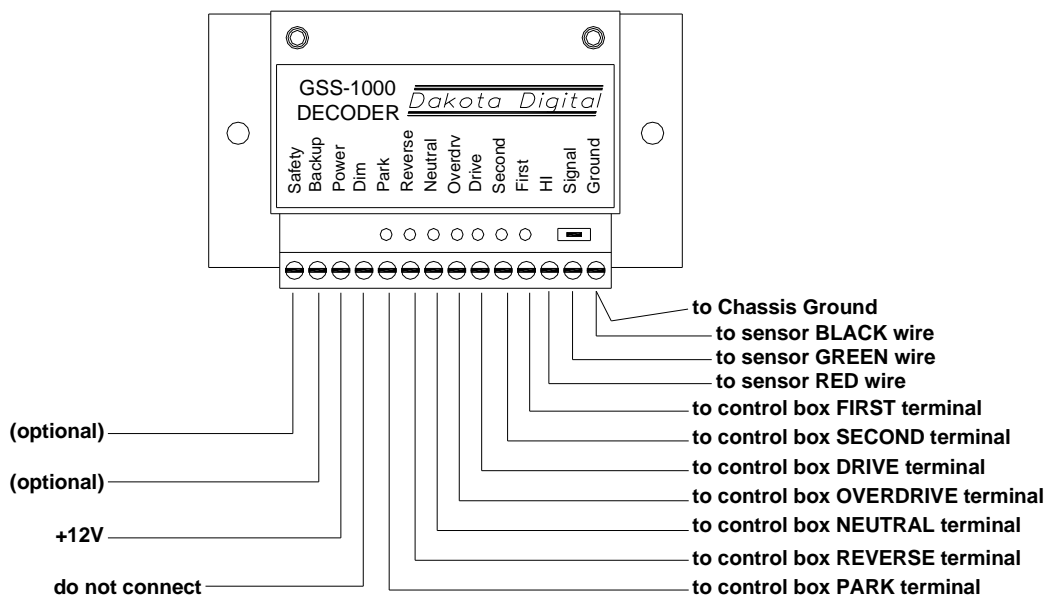 GSS-1000
DECODER
Dakota Digital
Safety
Backup
Power
Dim
Park
Reverse
Neutral
Overdrv
Drive
Second
First
HI
Signal
Ground
to Chassis Ground
to sensor BLACK wire
to sensor GREEN wire
to sensor RED wire
to control box FIRST terminal
to control box SECOND terminal
to control box DRIVE terminal
to control box OVERDRIVE terminal
to control box NEUTRAL terminal
to control box REVERSE terminal
to control box PARK terminal
(optional)
(optional)
+12V
do not connect